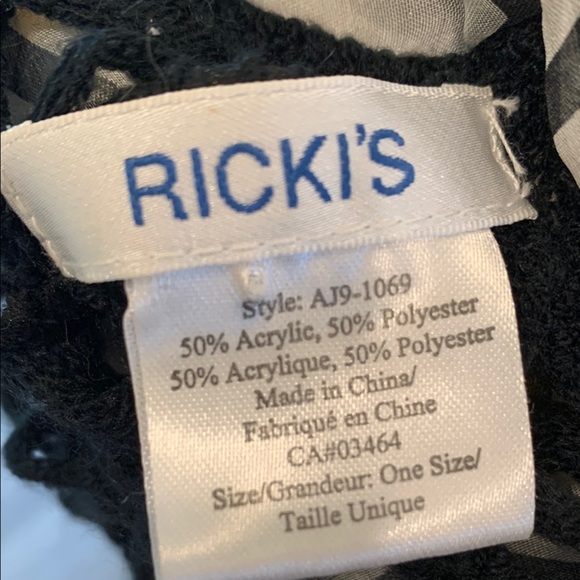 RICKI'S
Style: AJ9-1069
50% Acrylic, 50% Polyester
50% Acrylique, 50% Polyester
Made in China/
Fabriqué en Chine
CA#03464
Size/Grandeur: One Size/
Taille Unique